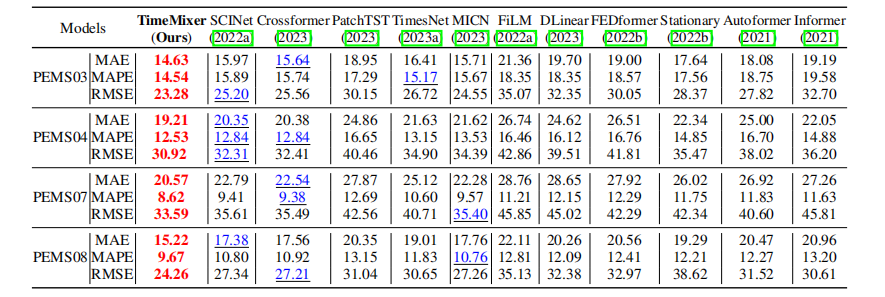 Models TimeMixer SCINet Crossformer PatchTST TimesNet MICN FiLM DLinear FEDformer Stationary Autoformer Informer
(Ours) (2022a) (2023) (2023) (2023a) (2023) (2022a) (2023) (2022b) (2022b) (2021) (2021)
MAE 14.63 15.97 15.64 18.95 16.41 15.71 21.36 19.70 19.00 17.64 18.08 19.19
PEMS03 MAPE 14.54 15.89 15.74 17.29 15.17 15.67 18.35 18.35 18.57 17.56 18.75 19.58
RMSE 23.28 25.20 25.56 30.15 26.72 24.55 35.07 32.35 30.05 28.37 27.82 32.70
MAE 19.21 20.35 20.38 24.86 21.63 21.62 26.74 24.62 26.51 22.34 25.00 22.05
PEMS04 MAPE 12.53 12.84 12.84 16.65 13.15 13.53 16.46 16.12 16.76 14.85 16.70 14.88
RMSE 30.92 32.31 32.41 40.46 34.90 34.39 42.86 39.51 41.81 35.47 38.02 36.20
MAE 20.57 22.79 22.54 27.87 25.12 22.28 28.76 28.65 27.92 26.02 26.92 27.26
PEMS07 MAPE 8.62 9.41 9.38 12.69 10.60 9.57 11.21 12.15 12.29 11.75 11.83 11.63
RMSE 33.59 35.61 35.49 42.56 40.71 35.40 45.85 45.02 42.29 42.34 40.60 45.81
MAE 15.22 17.38 17.56 20.35 19.01 17.76 22.11 20.26 20.56 19.29 20.47 20.96
PEMS08 MAPE 9.67 10.80 10.92 13.15 11.83 10.76 12.81 12.09 12.41 12.21 12.27 13.20
RMSE 24.26 27.34 27.21 31.04 30.65 27.26 35.13 32.38 32.97 38.62 31.52 30.61